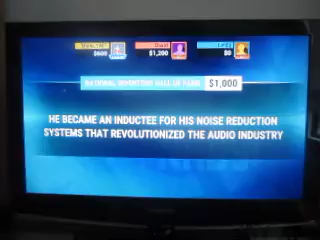 $600 $1,200 $0
NATIONAL INVENTORS HALL OF FAME $1,000
HE BECAME AN INDUCTEE FOR HIS NOISE REDUCTION
SYSTEMS THAT REVOLUTIONIZED THE AUDIO INDUSTRY